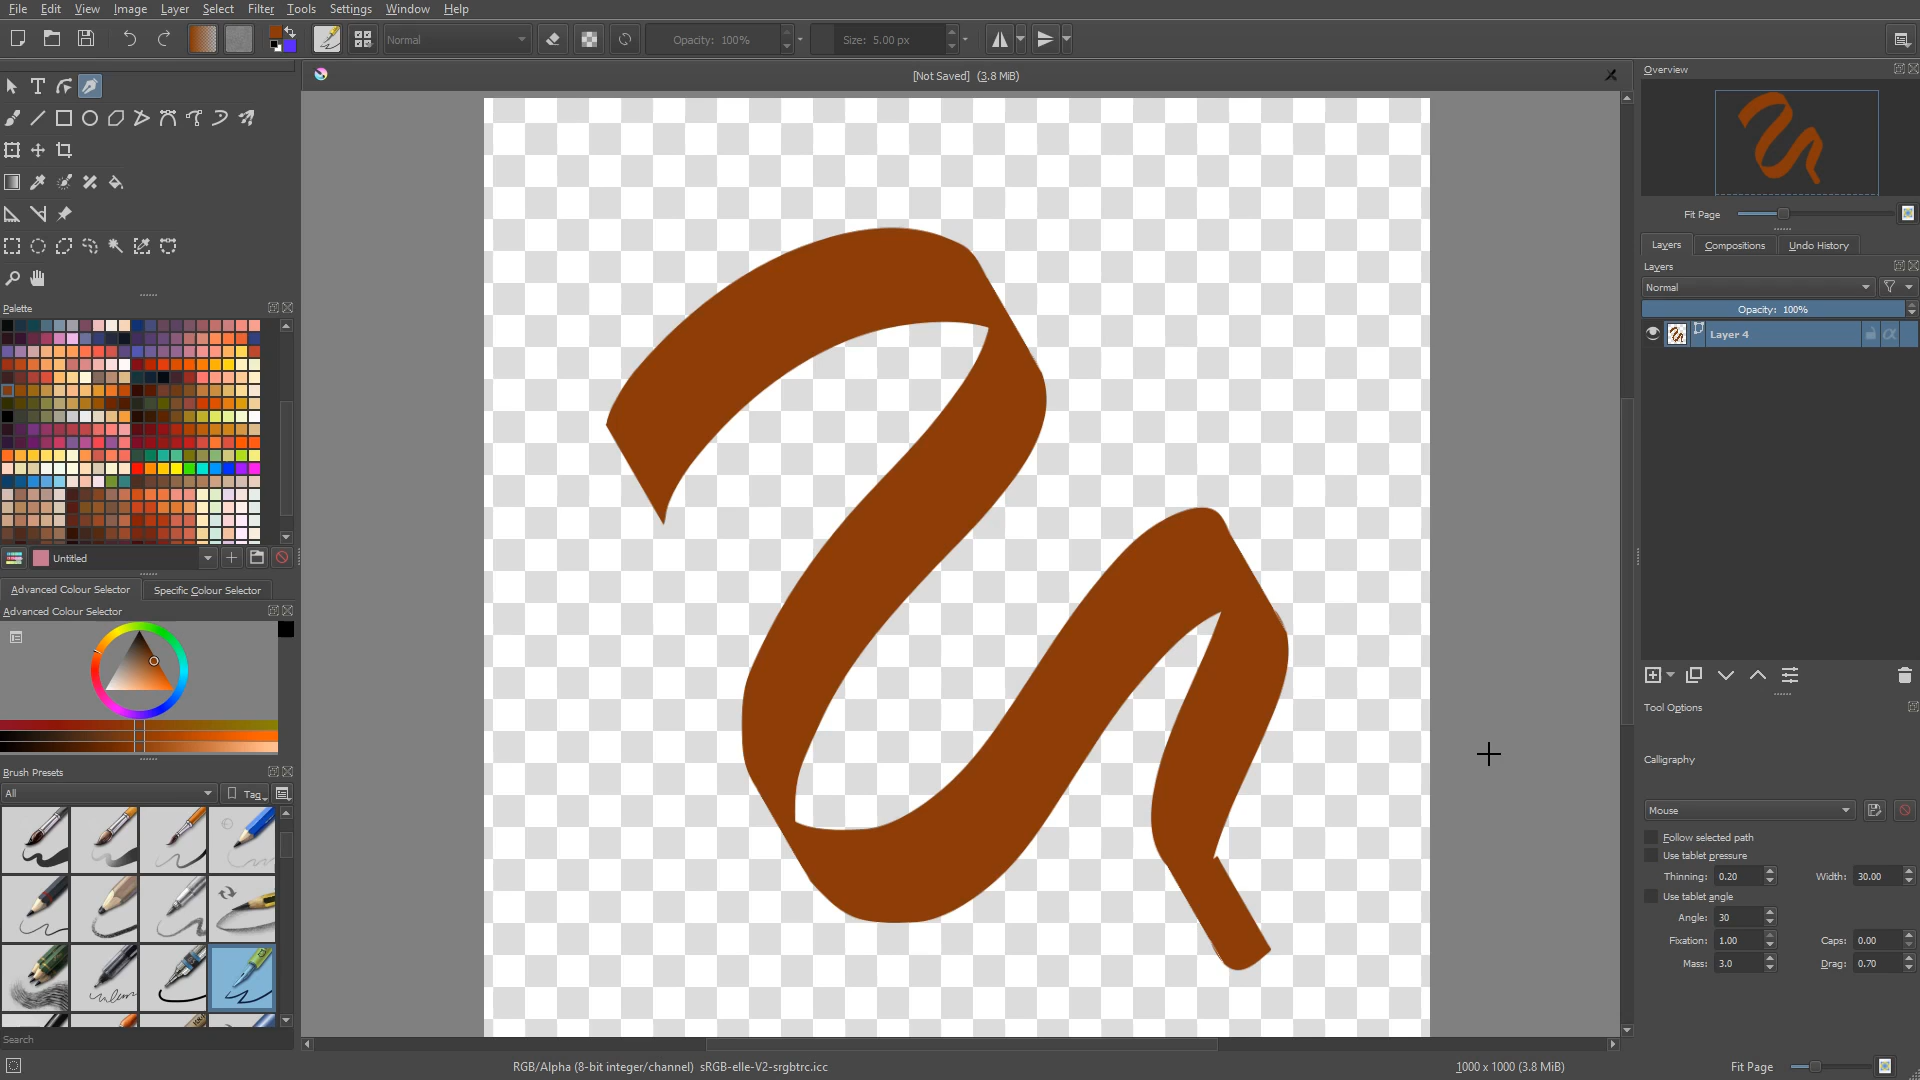 File Edit View Image Layer Select Filter Tools Settings Window Help
Normal Opacity: 100% Size: 5.00 px
[Not Saved] (3.8 MiB)
Overview
Fit Page
Layers Compositions Undo History
Layers
Normal
Opacity: 100%
Layer 4
Palette
Untitled
Advanced Colour Selector Specific Colour Selector
Advanced Colour Selector
Brush Presets
All Tag
Search
Tool Options
Calligraphy
Mouse
Follow selected path
Use tablet pressure
Thinning: 0.20 Width: 30.00
Use tablet angle
Angle: 30
Fixation: 1.00 Caps: 0.00
Mass: 3.0 Drag: 0.70
RGB/Alpha (8-bit integer/channel) sRGB-elle-V2-srgbtrc.icc 1000 x 1000 (3.8 MiB) Fit Page